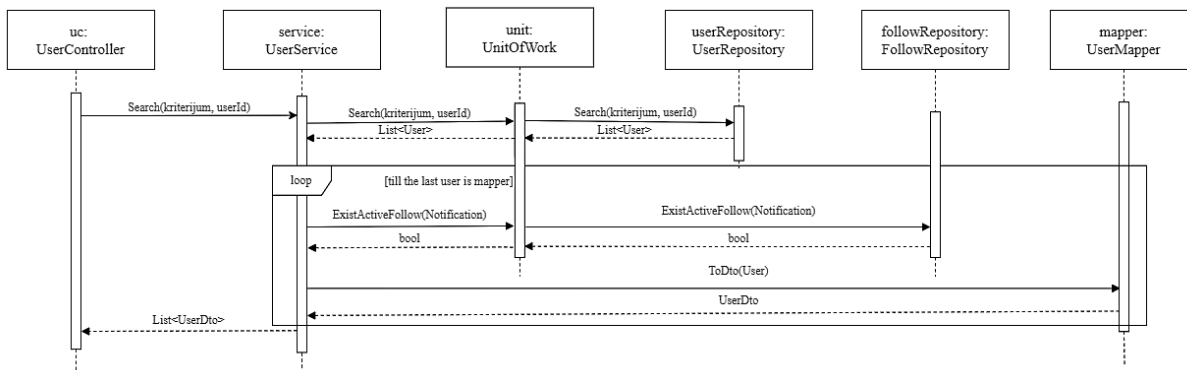 uc:
UserController
service:
UserService
unit:
UnitOfWork
userRepository:
UserRepository
followRepository:
FollowRepository
mapper:
UserMapper
Search(kriterijum, userId)
Search(kriterijum, userId)
Search(kriterijum, userId)
List<User>
List<User>
loop
[till the last user is mapper]
ExistActiveFollow(Notification)
ExistActiveFollow(Notification)
bool
bool
ToDto(User)
UserDto
List<UserDto>